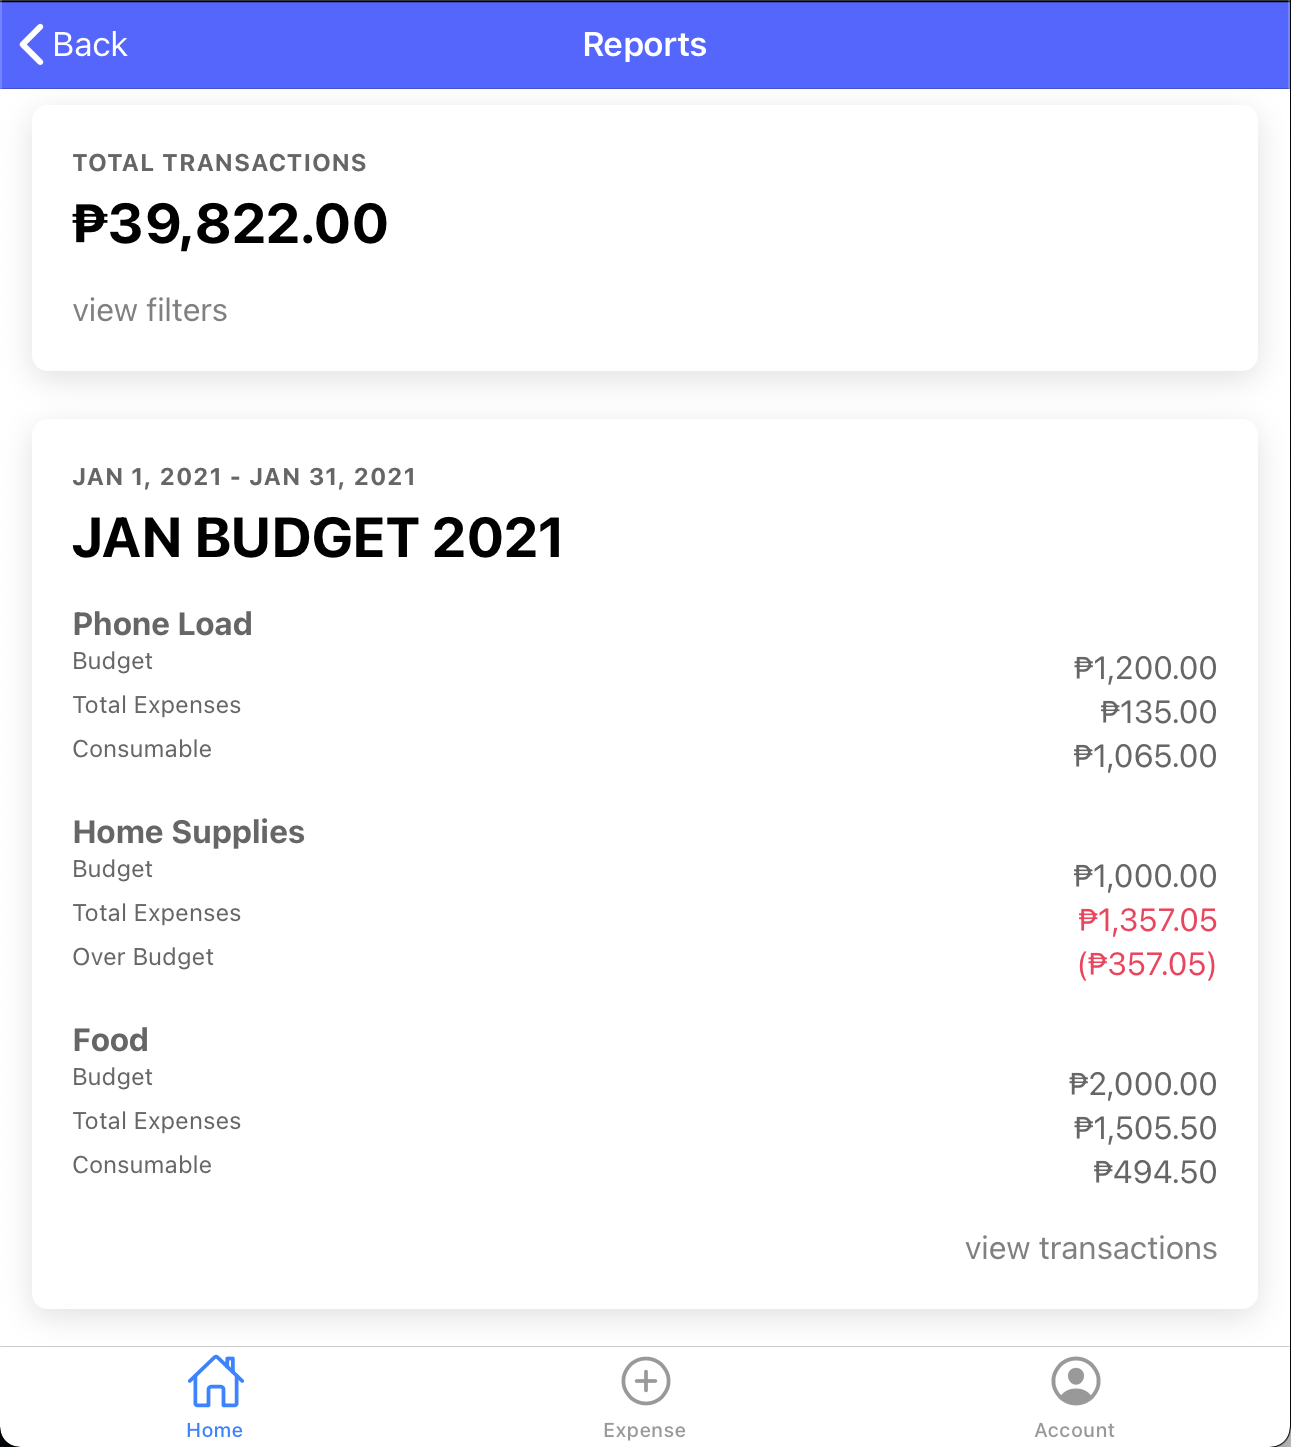 Back
Reports
TOTAL TRANSACTIONS
₱39,822.00
view filters
JAN 1, 2021 - JAN 31, 2021
JAN BUDGET 2021
Phone Load
Budget ₱1,200.00
Total Expenses ₱135.00
Consumable ₱1,065.00
Home Supplies
Budget ₱1,000.00
Total Expenses ₱1,357.05
Over Budget (₱357.05)
Food
Budget ₱2,000.00
Total Expenses ₱1,505.50
Consumable ₱494.50
view transactions
Home Expense Account